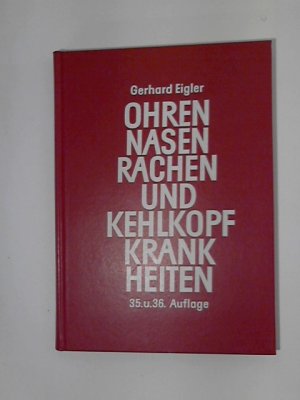 Gerhard Eigler
OHREN
NASEN
RACHEN
UND
KEHLKOPF
KRANK
HEITEN
35.u.36. Auflage